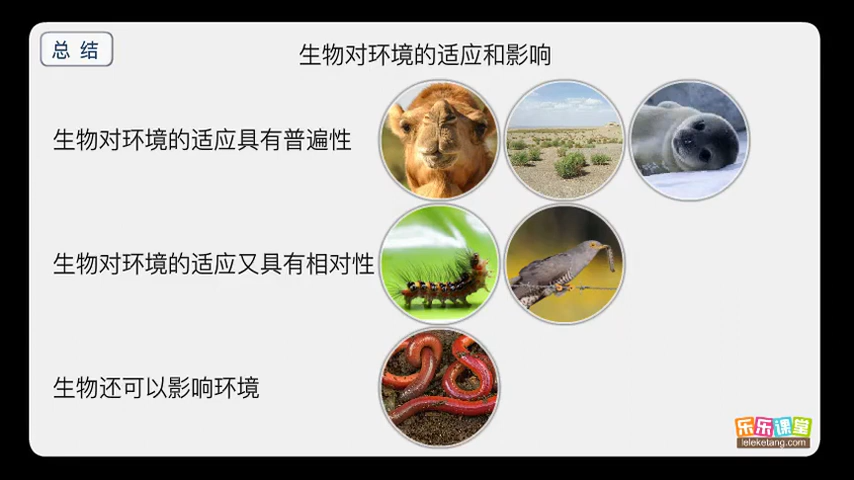 总 结
生物对环境的适应和影响
生物对环境的适应具有普遍性
生物对环境的适应又具有相对性
生物还可以影响环境
乐乐课堂
leleketang.com